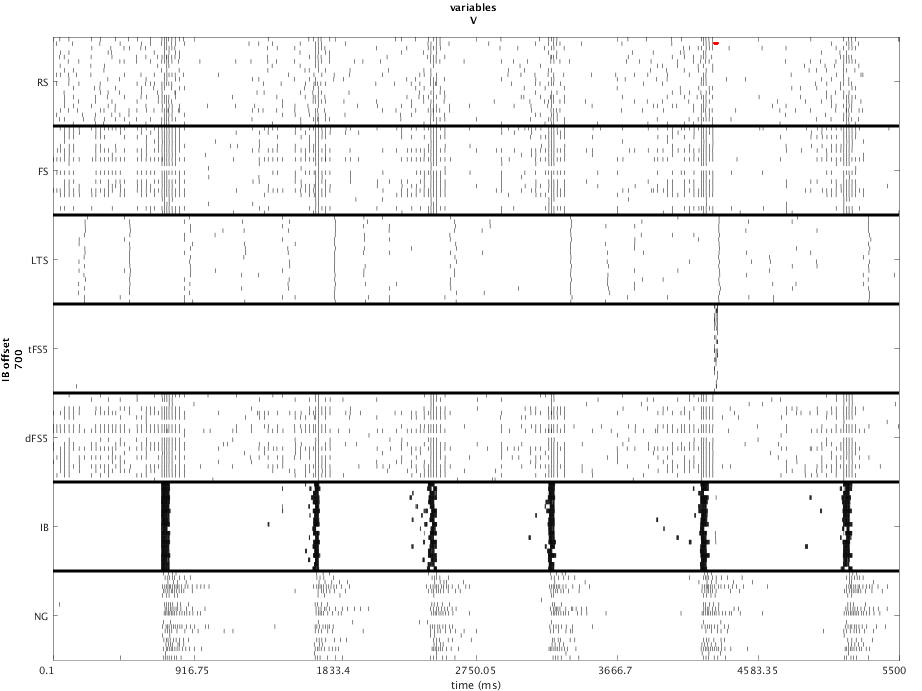 variables
V
RS
FS
LTS
tFS5
dFS5
IB
NG
IB offset
700
0.1
916.75
1833.4
2750.05
3666.7
4583.35
5500
time (ms)